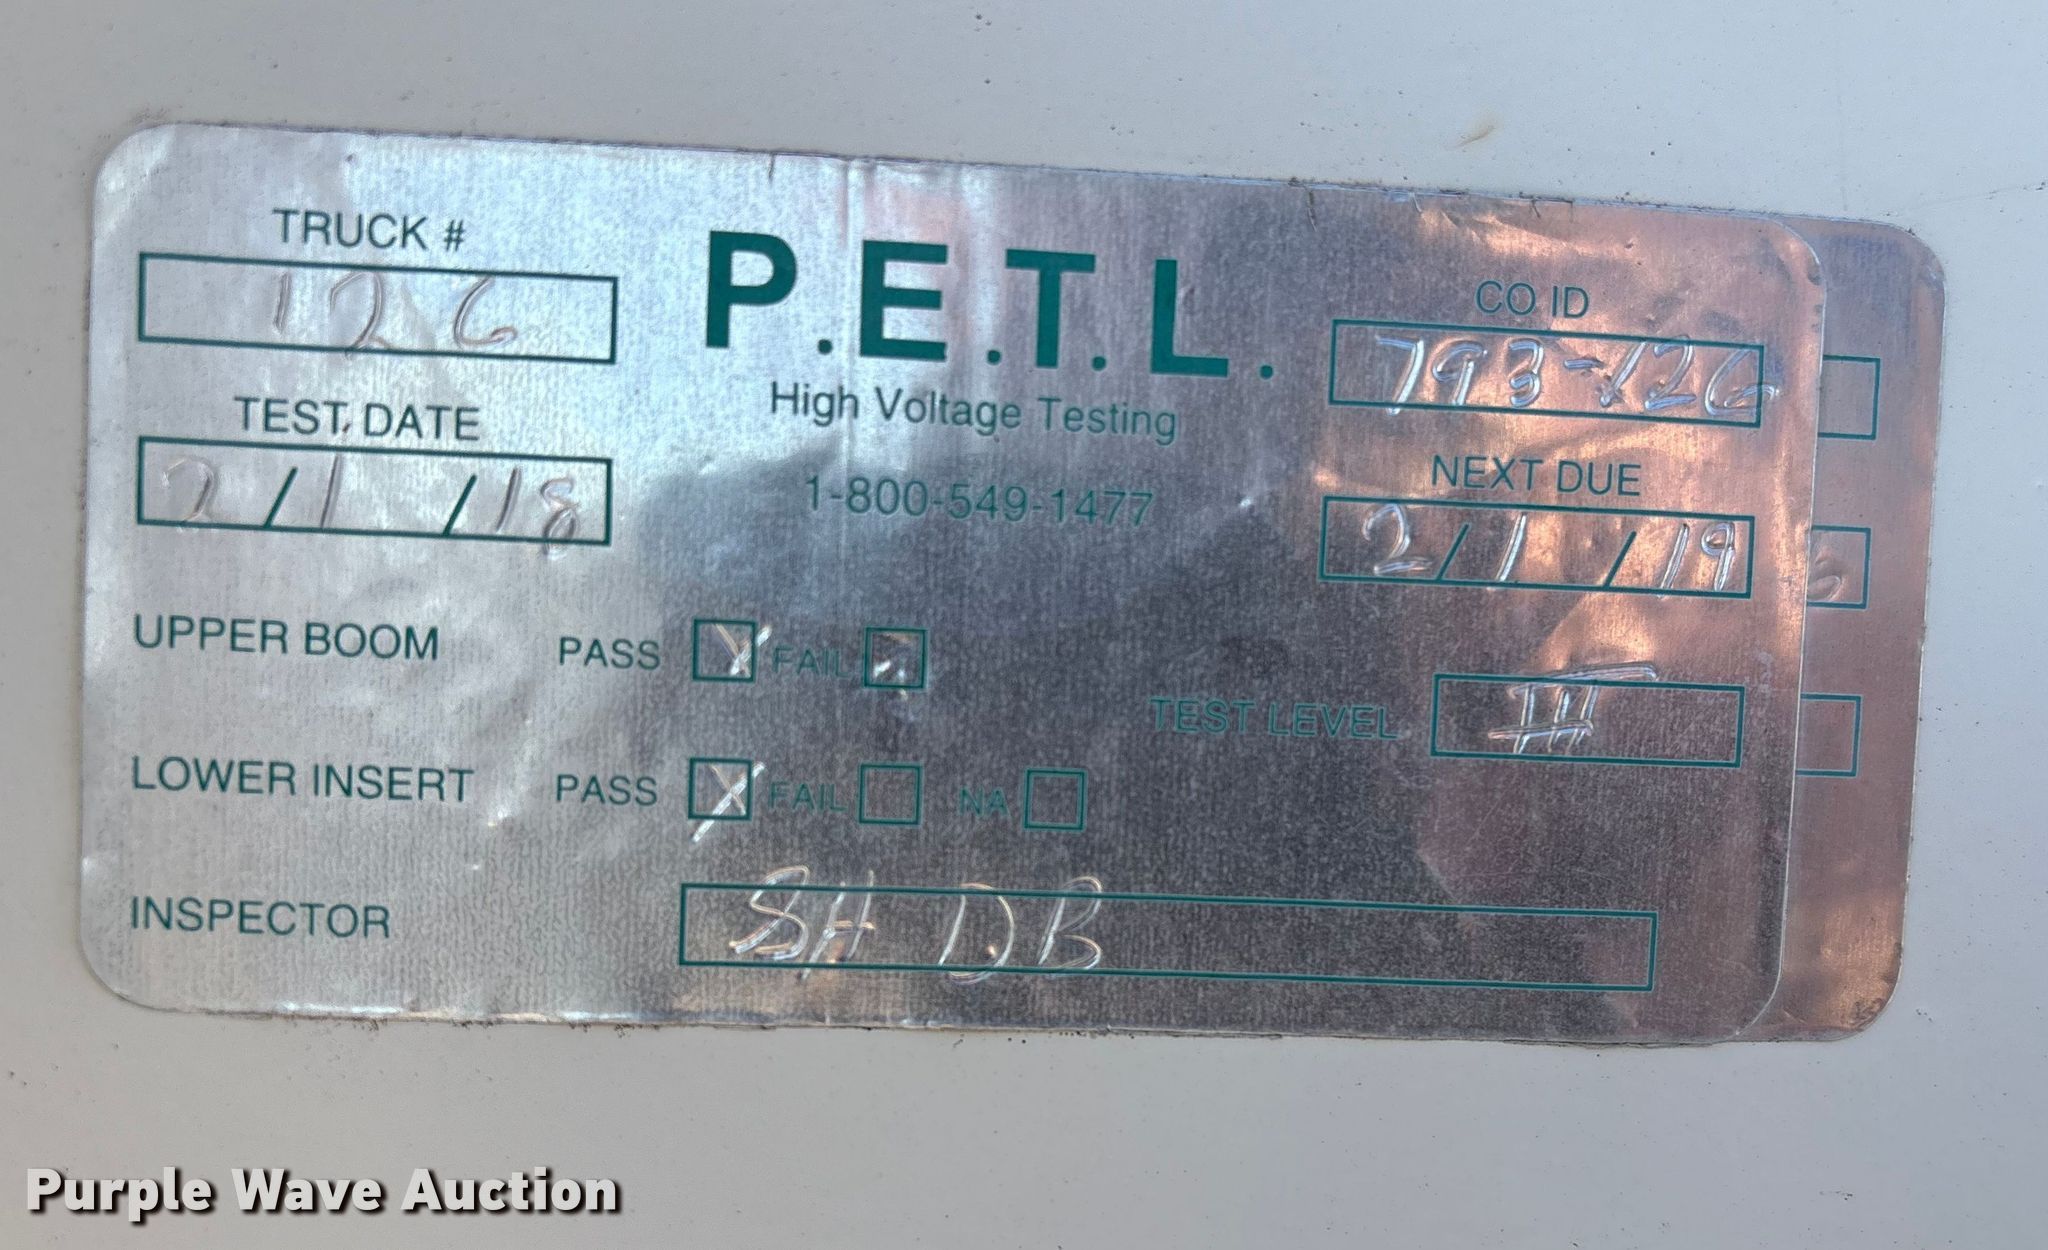 TRUCK #
126
P.E.T.L.
High Voltage Testing
1-800-549-1477
CO ID
793-126
TEST DATE
2/1/18
NEXT DUE
2/1/19
UPPER BOOM PASS X FAIL
TEST LEVEL III
LOWER INSERT PASS X FAIL NA
INSPECTOR SH DB
Purple Wave Auction